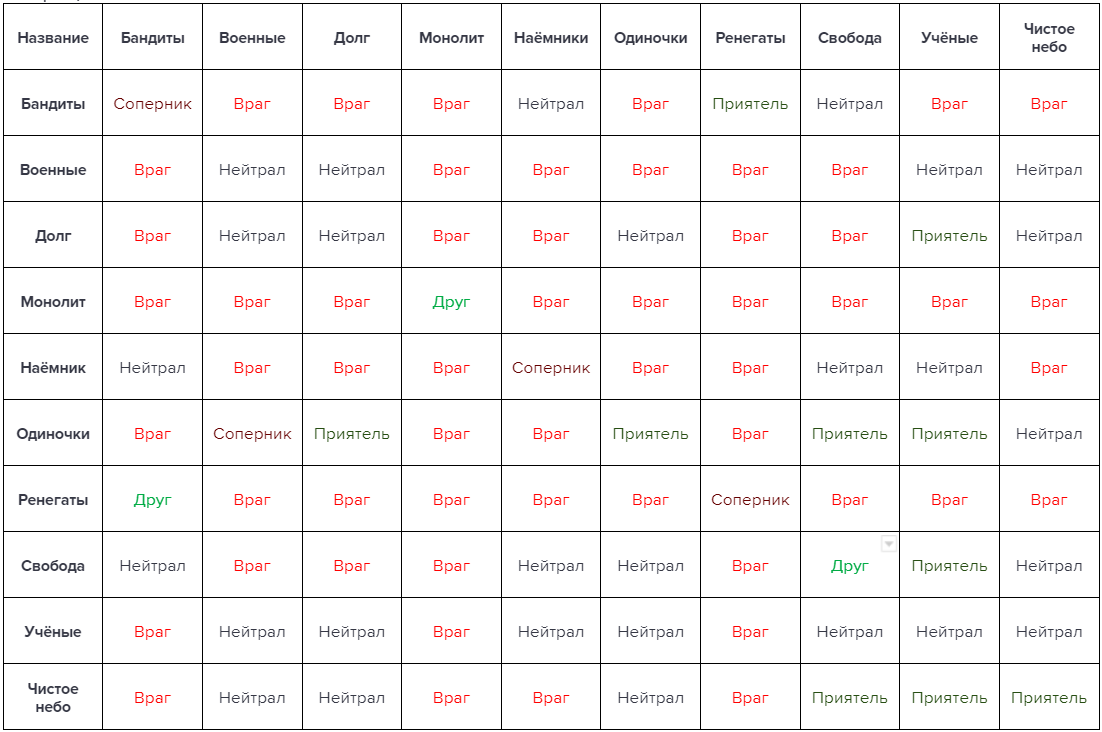 Название Бандиты Военные Долг Монолит Наёмники Одиночки Ренегаты Свобода Учёные Чистое небо
Бандиты Соперник Враг Враг Враг Нейтрал Враг Приятель Нейтрал Враг Враг
Военные Враг Нейтрал Нейтрал Враг Враг Враг Враг Враг Нейтрал Нейтрал
Долг Враг Нейтрал Нейтрал Враг Враг Нейтрал Враг Враг Приятель Нейтрал
Монолит Враг Враг Враг Друг Враг Враг Враг Враг Враг Враг
Наёмник Нейтрал Враг Враг Враг Соперник Враг Враг Нейтрал Нейтрал Враг
Одиночки Враг Соперник Приятель Враг Враг Приятель Враг Приятель Приятель Нейтрал
Ренегаты Друг Враг Враг Враг Враг Враг Соперник Враг Враг Враг
Свобода Нейтрал Враг Враг Враг Нейтрал Нейтрал Враг Друг Приятель Нейтрал
Учёные Враг Нейтрал Нейтрал Враг Нейтрал Нейтрал Враг Нейтрал Нейтрал Нейтрал
Чистое небо Враг Нейтрал Нейтрал Враг Враг Нейтрал Враг Приятель Приятель Приятель